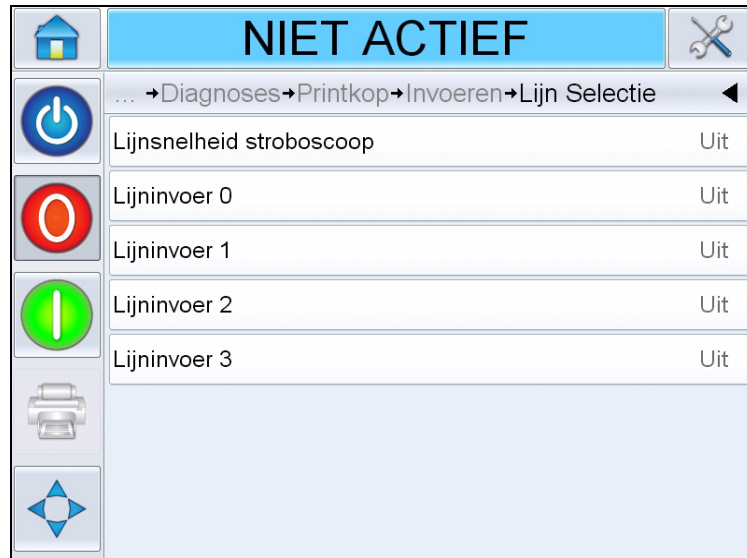 NIET ACTIEF
... →Diagnoses→Printkop→Invoeren→Lijn Selectie
Lijnsnelheid stroboscoop Uit
Lijninvoer 0 Uit
Lijninvoer 1 Uit
Lijninvoer 2 Uit
Lijninvoer 3 Uit